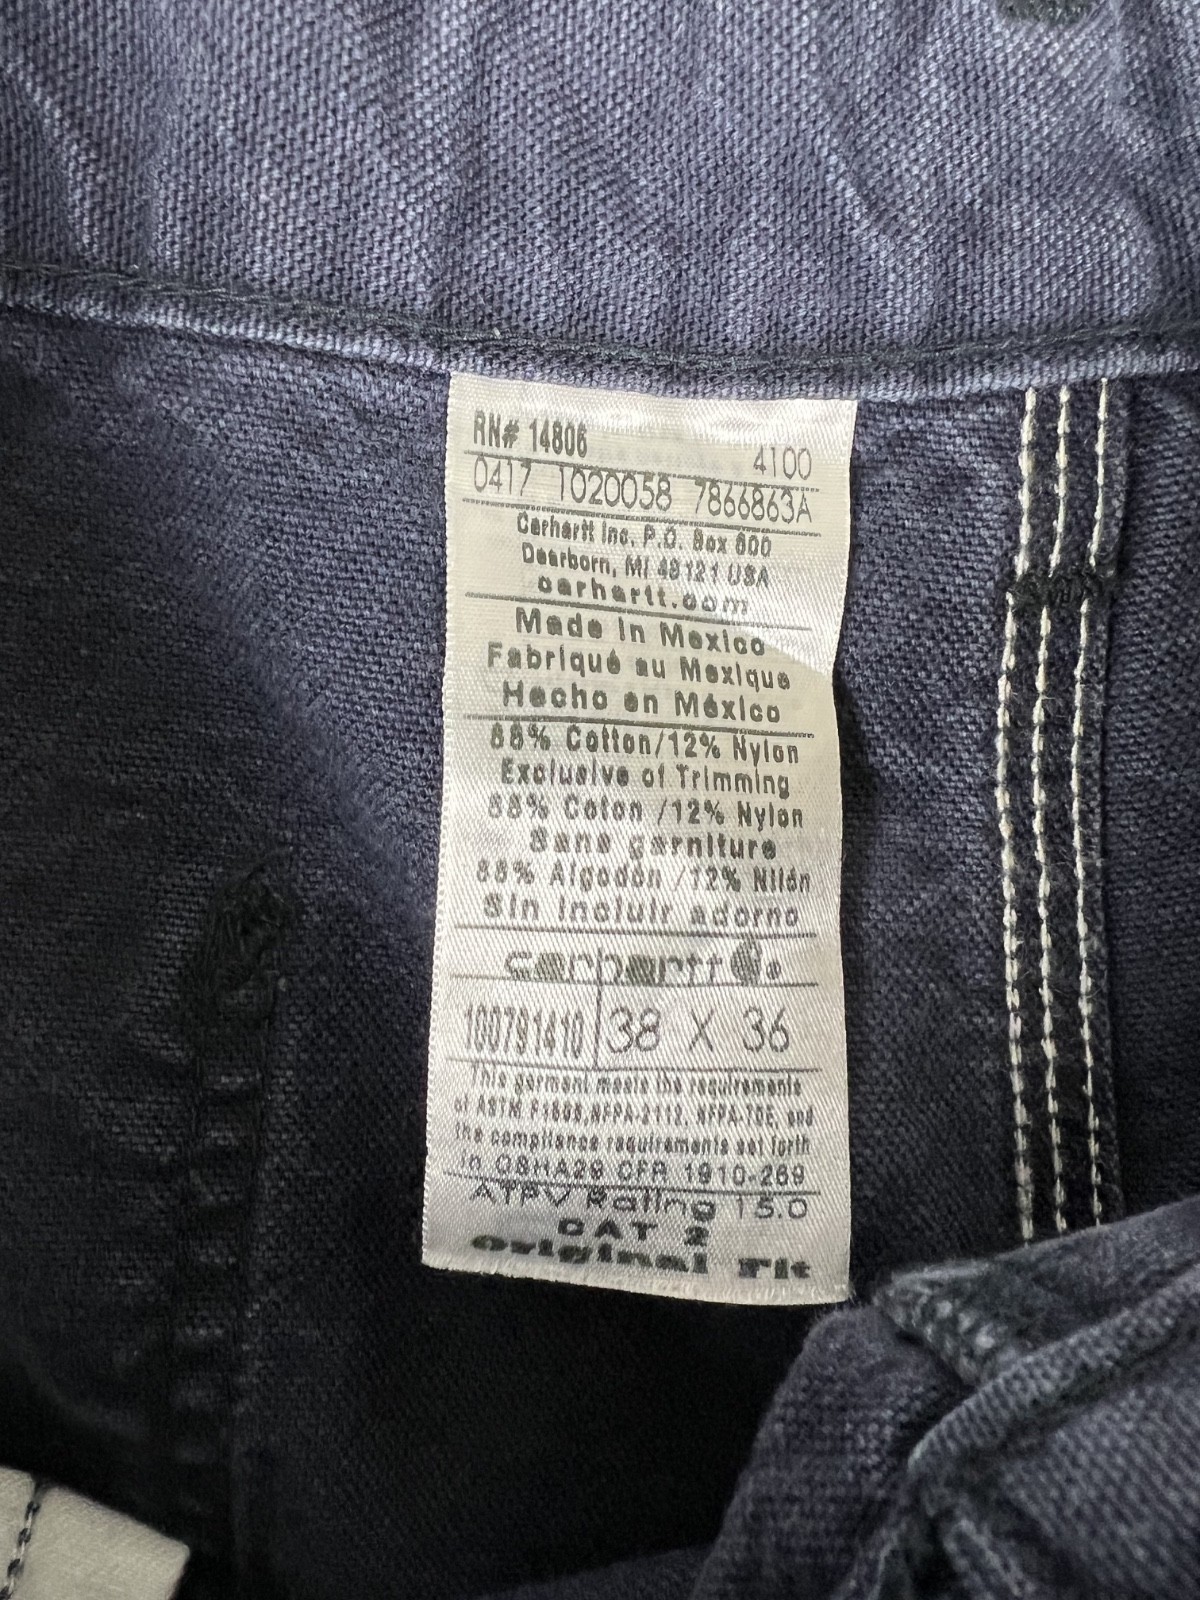 RN# 14806
4100
0417 1020058 7866863A
Carhartt Inc. P.O. Box 600
Dearborn, MI 48121 USA
carhartt.com
Made in Mexico
Fabriqué au Mexique
Hecho en México
88% Cotton/12% Nylon
Exclusive of Trimming
88% Coton /12% Nylon
Sans garniture
88% Algodón /12% Nilón
Sin incluir adorno
carhartt
100791410 38 X 36
This garment meets the requirements
of ASTM F1506,NFPA-2112, NFPA-70E, and
the compliance requirements set forth
in OSHA29 CFR 1910-269
ATPV Rating 15.0
CAT 2
Original Fit